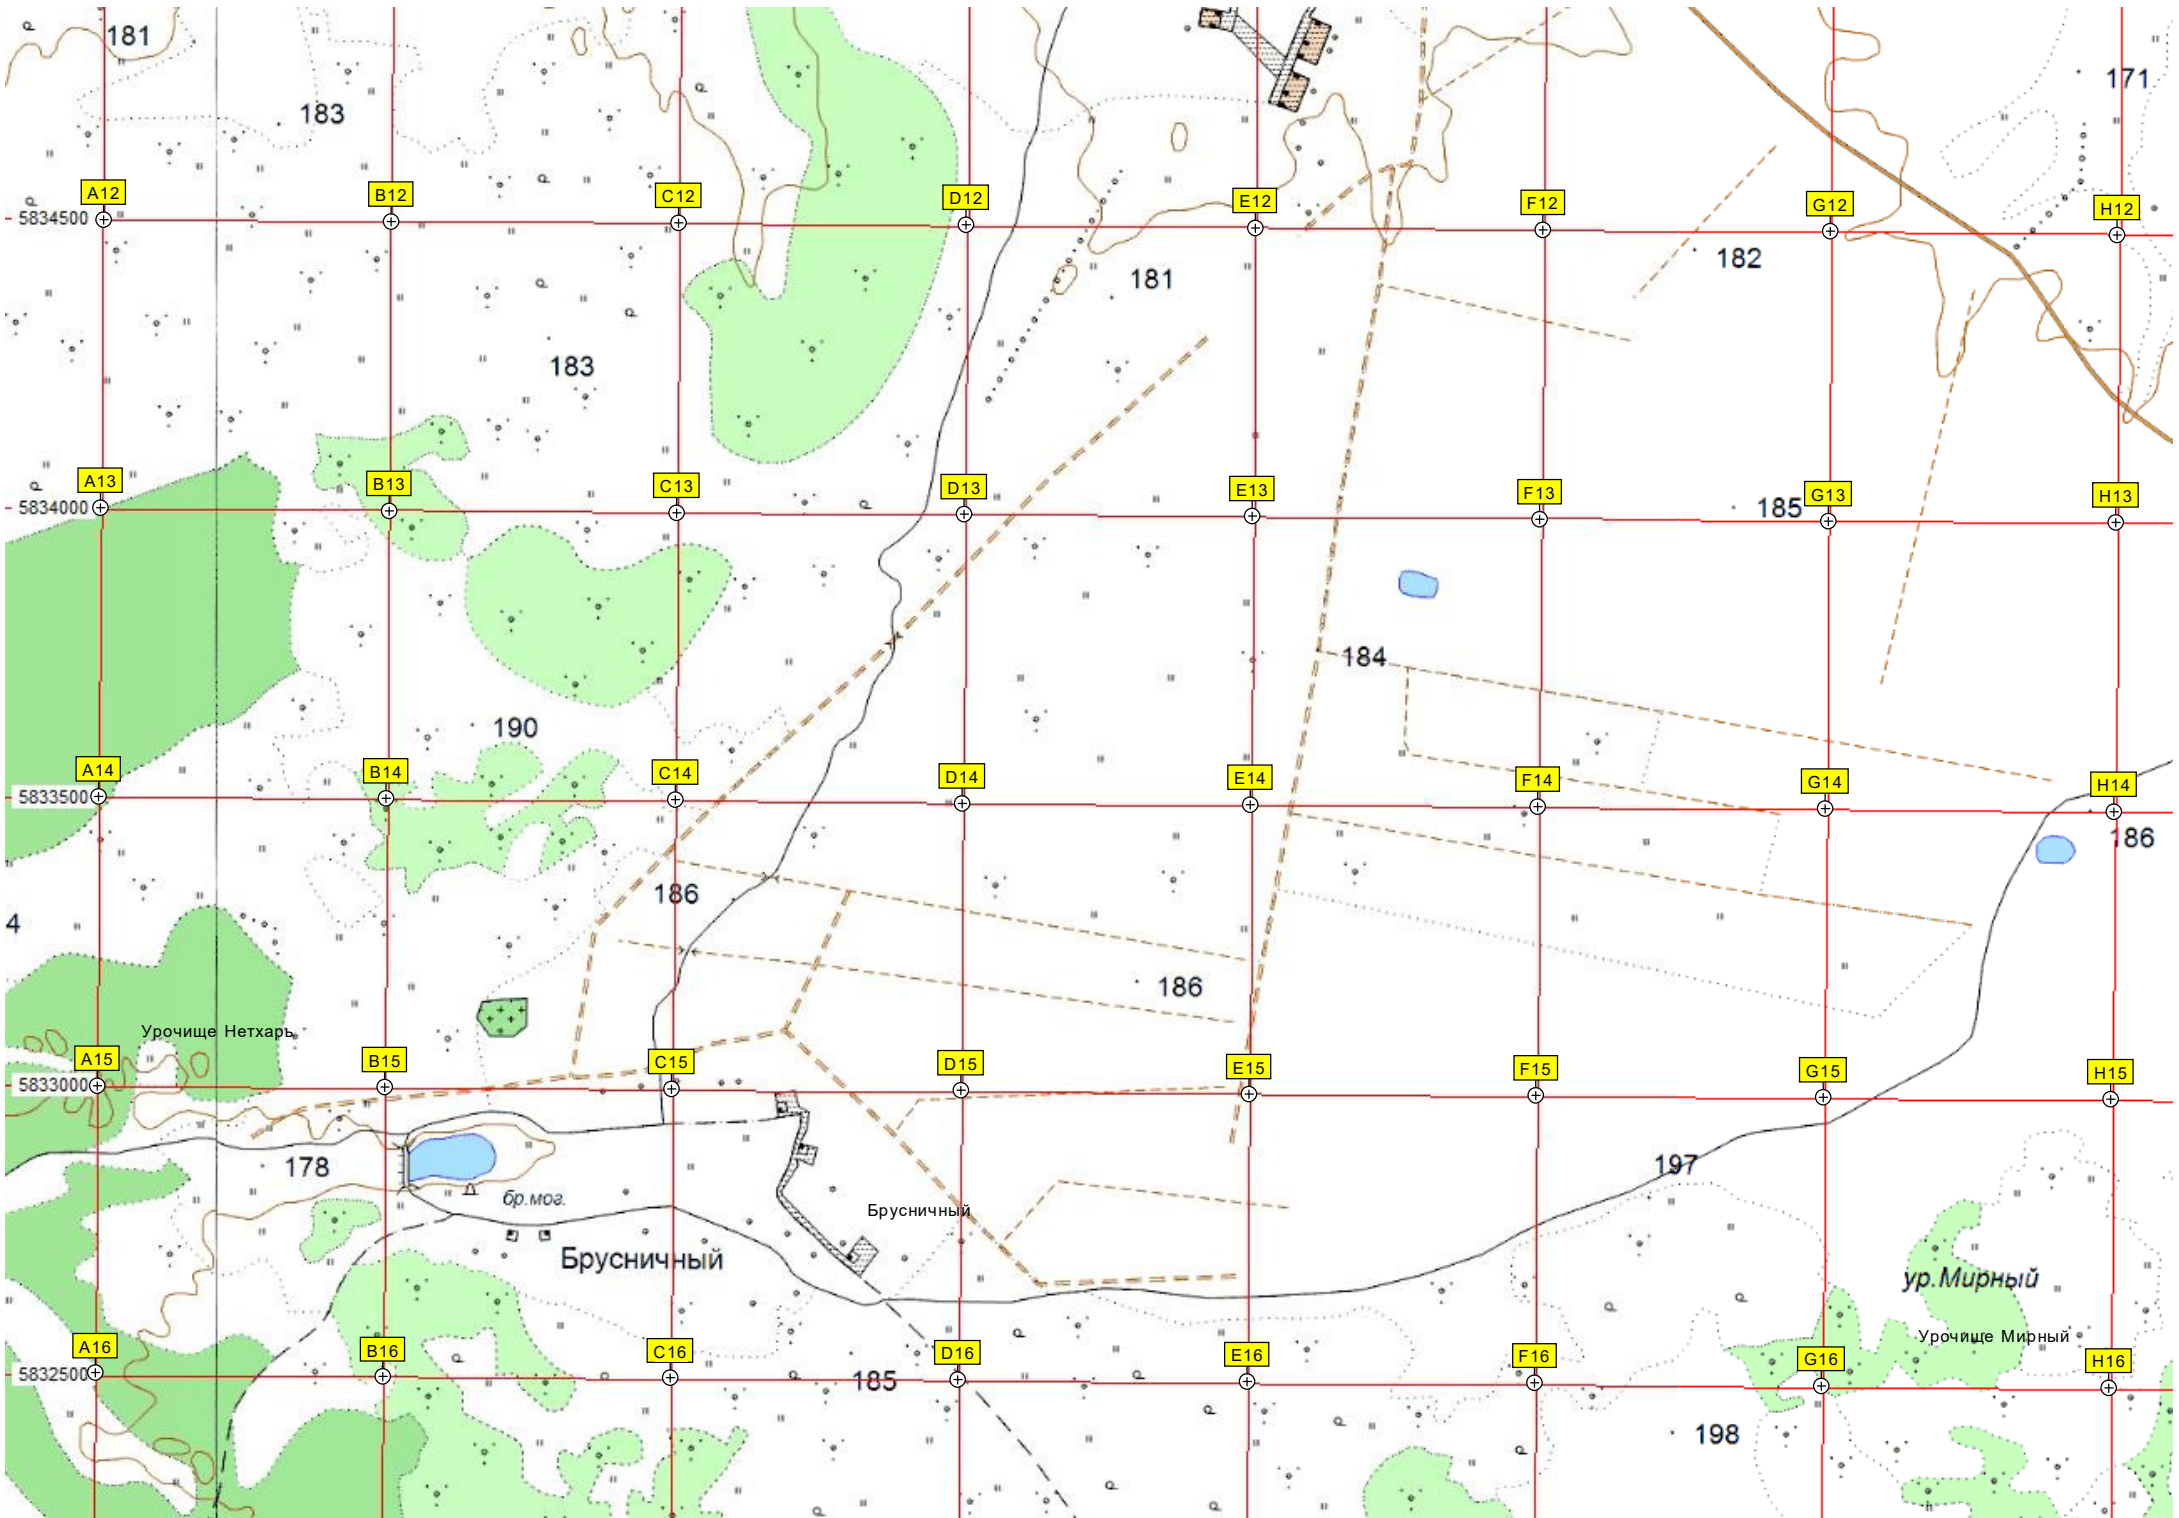 181
171
183
A12
B12
C12
D12
E12
F12
G12
H12
5834500
181
182
183
A13
B13
C13
D13
E13
F13
G13
H13
5834000
185
184
190
A14
B14
C14
D14
E14
F14
G14
H14
5833500
186
186
4
186
Урочище Нетхарь
A15
B15
C15
D15
E15
F15
G15
H15
5833000
178
197
бр.мог.
Брусничный
Брусничный
ур.Мирный
Урочище Мирный
A16
B16
C16
D16
E16
F16
G16
H16
5832500
185
198